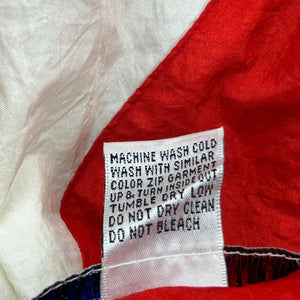 MACHINE WASH COLD
WASH WITH SIMILAR
COLOR ZIP GARMENT
UP &, TURN INSIDE OUT
TUMBLE DRY LOW
DO NOT DRY CLEAN
DO NOT BLEACH